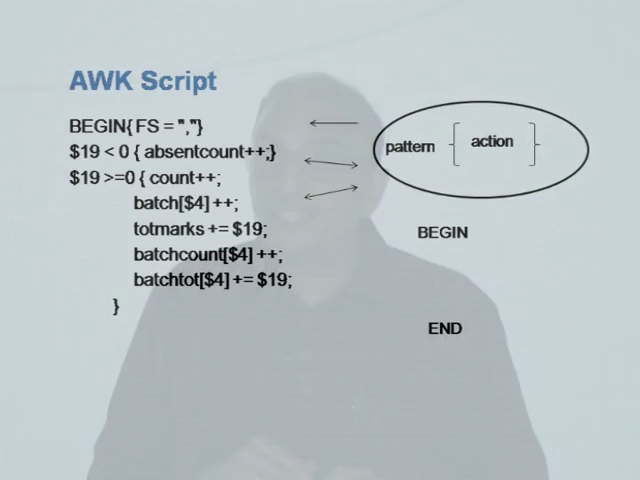 AWK Script
BEGIN{ FS = ","}
$19 < 0 { absentcount++;}
$19 >=0 { count++;
batch[$4] ++;
totmarks += $19;
batchcount[$4] ++;
batchtot[$4] += $19;
}
pattern { action }
BEGIN
END